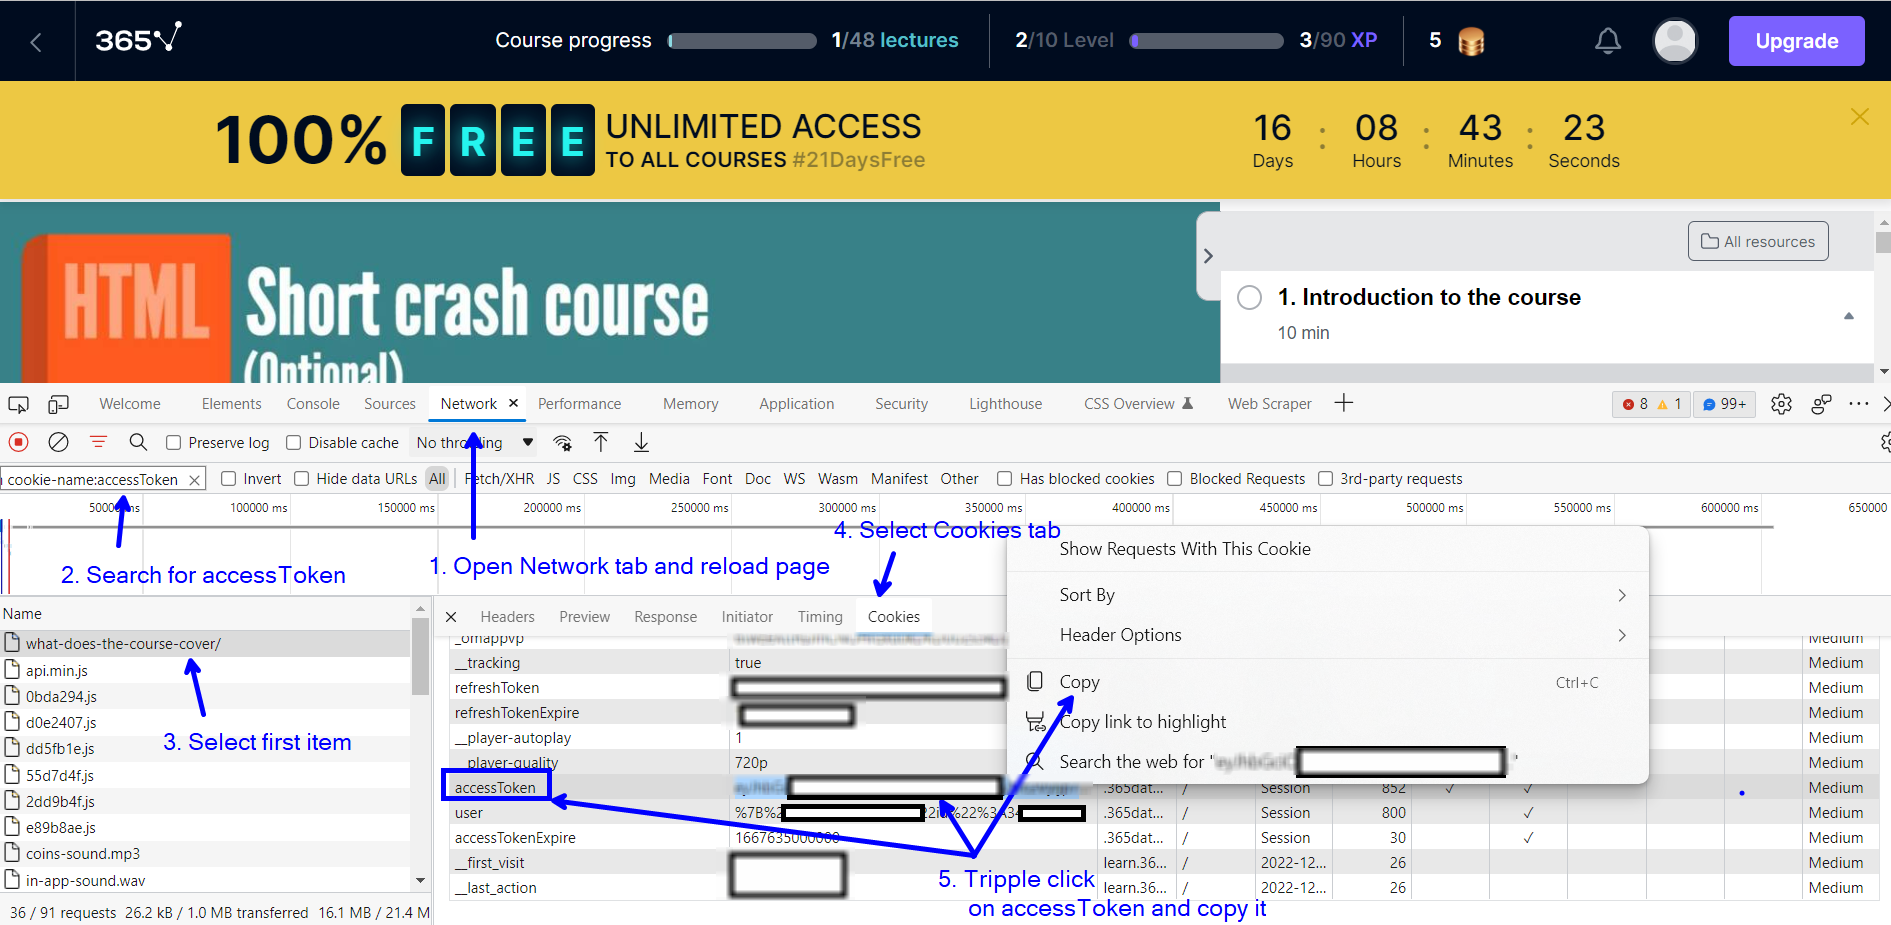 365
Course progress 1/48 lectures 2/10 Level 3/90 XP 5 Upgrade
100% FREE UNLIMITED ACCESS
TO ALL COURSES #21DaysFree
16 : 08 : 43 : 23
Days Hours Minutes Seconds
All resources
HTML Short crash course
(Optional)
1. Introduction to the course
10 min
Welcome Elements Console Sources Network Performance Memory Application Security Lighthouse CSS Overview Web Scraper 8 1 99+
Preserve log Disable cache No throttling
cookie-name:accessToken Invert Hide data URLs All Fetch/XHR JS CSS Img Media Font Doc WS Wasm Manifest Other Has blocked cookies Blocked Requests 3rd-party requests
50000 ms 100000 ms 150000 ms 200000 ms 250000 ms 300000 ms 350000 ms 400000 ms 450000 ms 500000 ms 550000 ms 600000 ms 650000
4. Select Cookies tab
1. Open Network tab and reload page
2. Search for accessToken
Show Requests With This Cookie
Sort By
Header Options
Copy Ctrl+C
Copy link to highlight
Search the web for "
Name
what-does-the-course-cover/
api.min.js
0bda294.js
d0e2407.js
dd5fb1e.js
55d7d4f.js
2dd9b4f.js
e89b8ae.js
coins-sound.mp3
in-app-sound.wav
3. Select first item
36 / 91 requests 26.2 kB / 1.0 MB transferred 16.1 MB / 21.4 M
Headers Preview Response Initiator Timing Cookies
_omappvp Medium
__tracking true Medium
refreshToken Medium
refreshTokenExpire Medium
__player-autoplay 1 Medium
__player-quality 720p Medium
accessToken .365dat... / Session 852 ✓ ✓ Medium
user %7B%2 22id%22%3A3 .365dat... / Session 800 ✓ Medium
accessTokenExpire 1667635000000 .365dat... / Session 30 ✓ Medium
__first_visit learn.36... / 2022-12... 26 Medium
__last_action learn.36... / 2022-12... 26 Medium
5. Tripple click
on accessToken and copy it